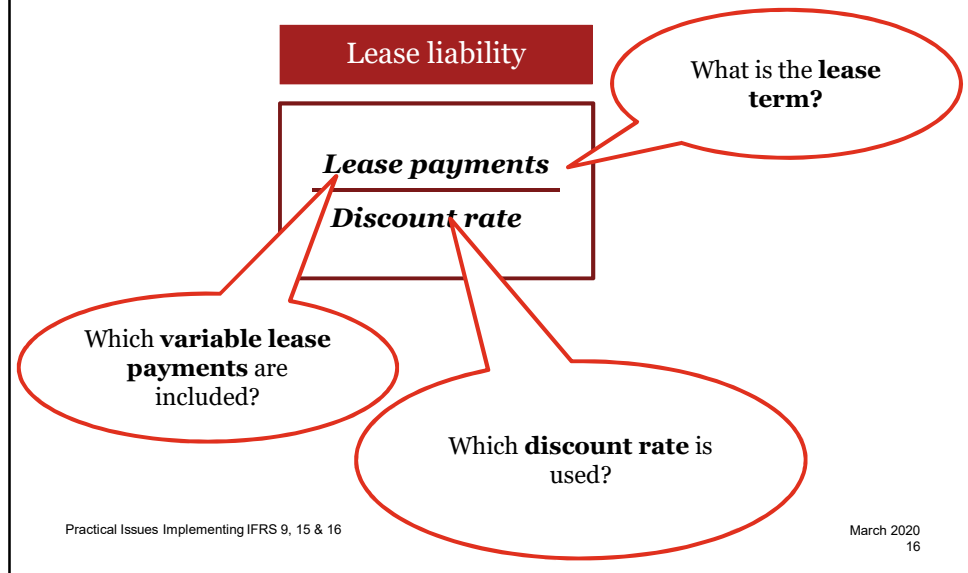 Lease liability
What is the lease
term?
Lease payments
Discount rate
Which variable lease
payments are
included?
Which discount rate is
used?
Practical Issues Implementing IFRS 9, 15 & 16
March 2020
16